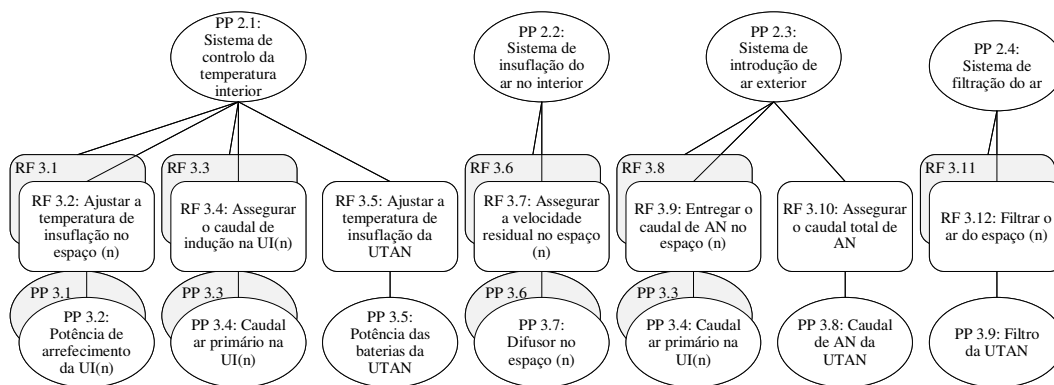 PP 2.1:
Sistema de
controlo da
temperatura
interior
PP 2.2:
Sistema de
insuflação do
ar no interior
PP 2.3:
Sistema de
introdução de
ar exterior
PP 2.4:
Sistema de
filtração do ar
RF 3.1
RF 3.2: Ajustar a
temperatura de
insuflação no
espaço (n)
RF 3.3
RF 3.4: Assegurar
o caudal de
indução na UI(n)
RF 3.5: Ajustar a
temperatura de
insuflação da
UTAN
RF 3.6
RF 3.7: Assegurar
a velocidade
residual no espaço
(n)
RF 3.8
RF 3.9: Entregar o
caudal de AN no
espaço (n)
RF 3.10: Assegurar
o caudal total de
AN
RF 3.11
RF 3.12: Filtrar o
ar do espaço (n)
PP 3.1
PP 3.2:
Potência de
arrefecimento
da UI(n)
PP 3.3
PP 3.4: Caudal
ar primário na
UI(n)
PP 3.5:
Potência das
baterias da
UTAN
PP 3.6
PP 3.7:
Difusor no
espaço (n)
PP 3.3
PP 3.4: Caudal
ar primário na
UI(n)
PP 3.8: Caudal
de AN da
UTAN
PP 3.9: Filtro
da UTAN